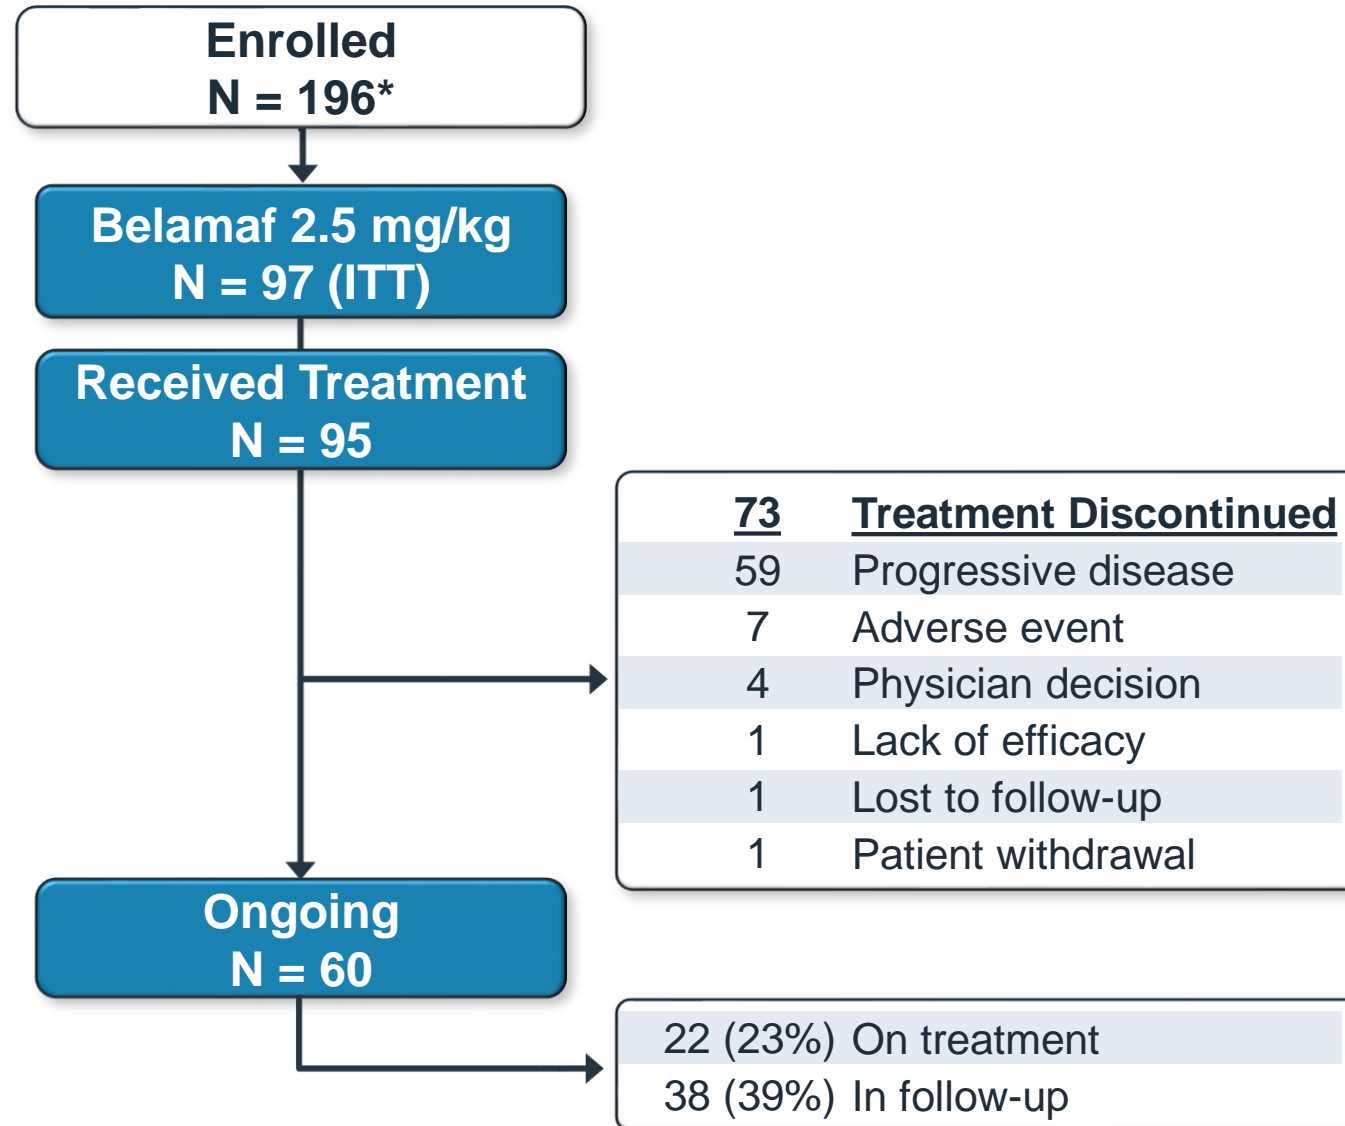 Enrolled
N = 196*
Belamaf 2.5 mg/kg
N = 97 (ITT)
Received Treatment
N = 95
73 Treatment Discontinued
59 Progressive disease
7 Adverse event
4 Physician decision
1 Lack of efficacy
1 Lost to follow-up
1 Patient withdrawal
Ongoing
N = 60
22 (23%) On treatment
38 (39%) In follow-up